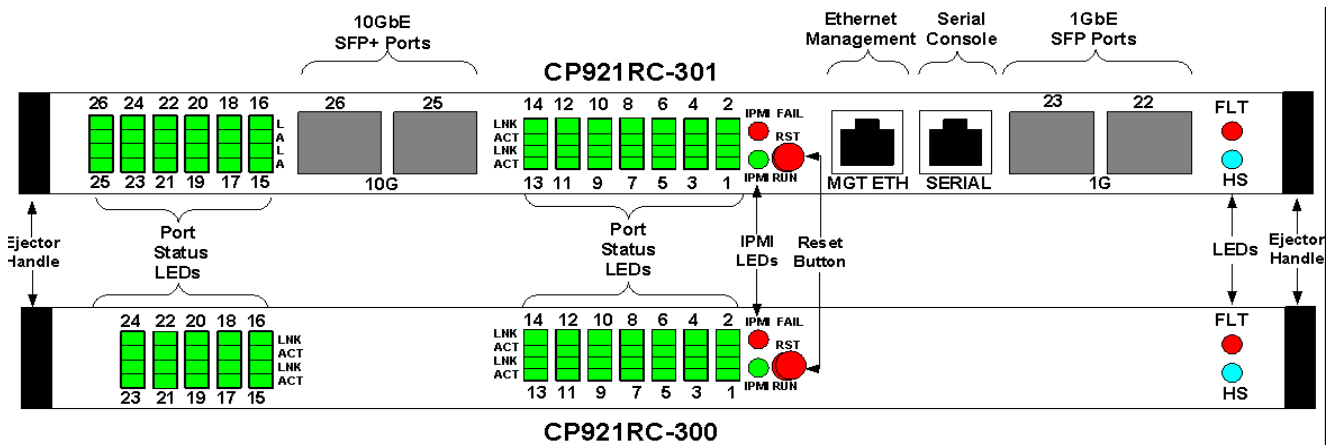 10GbE
SFP+ Ports
Ethernet
Management
Serial
Console
1GbE
SFP Ports
CP921RC-301
26 24 22 20 18 16
L
A
L
A
25 23 21 19 17 15
26 25
10G
14 12 10 8 6 4 2
LNK
ACT
LNK
ACT
13 11 9 7 5 3 1
IPMI FAIL
RST
IPMI RUN
MGT ETH
SERIAL
23 22
1G
FLT
HS
Ejector
Handle
Port
Status
LEDs
Port
Status
LEDs
IPMI
LEDs
Reset
Button
LEDs
Ejector
Handle
24 22 20 18 16
LNK
ACT
LNK
ACT
23 21 19 17 15
14 12 10 8 6 4 2
LNK
ACT
LNK
ACT
13 11 9 7 5 3 1
IPMI FAIL
RST
IPMI RUN
FLT
HS
CP921RC-300